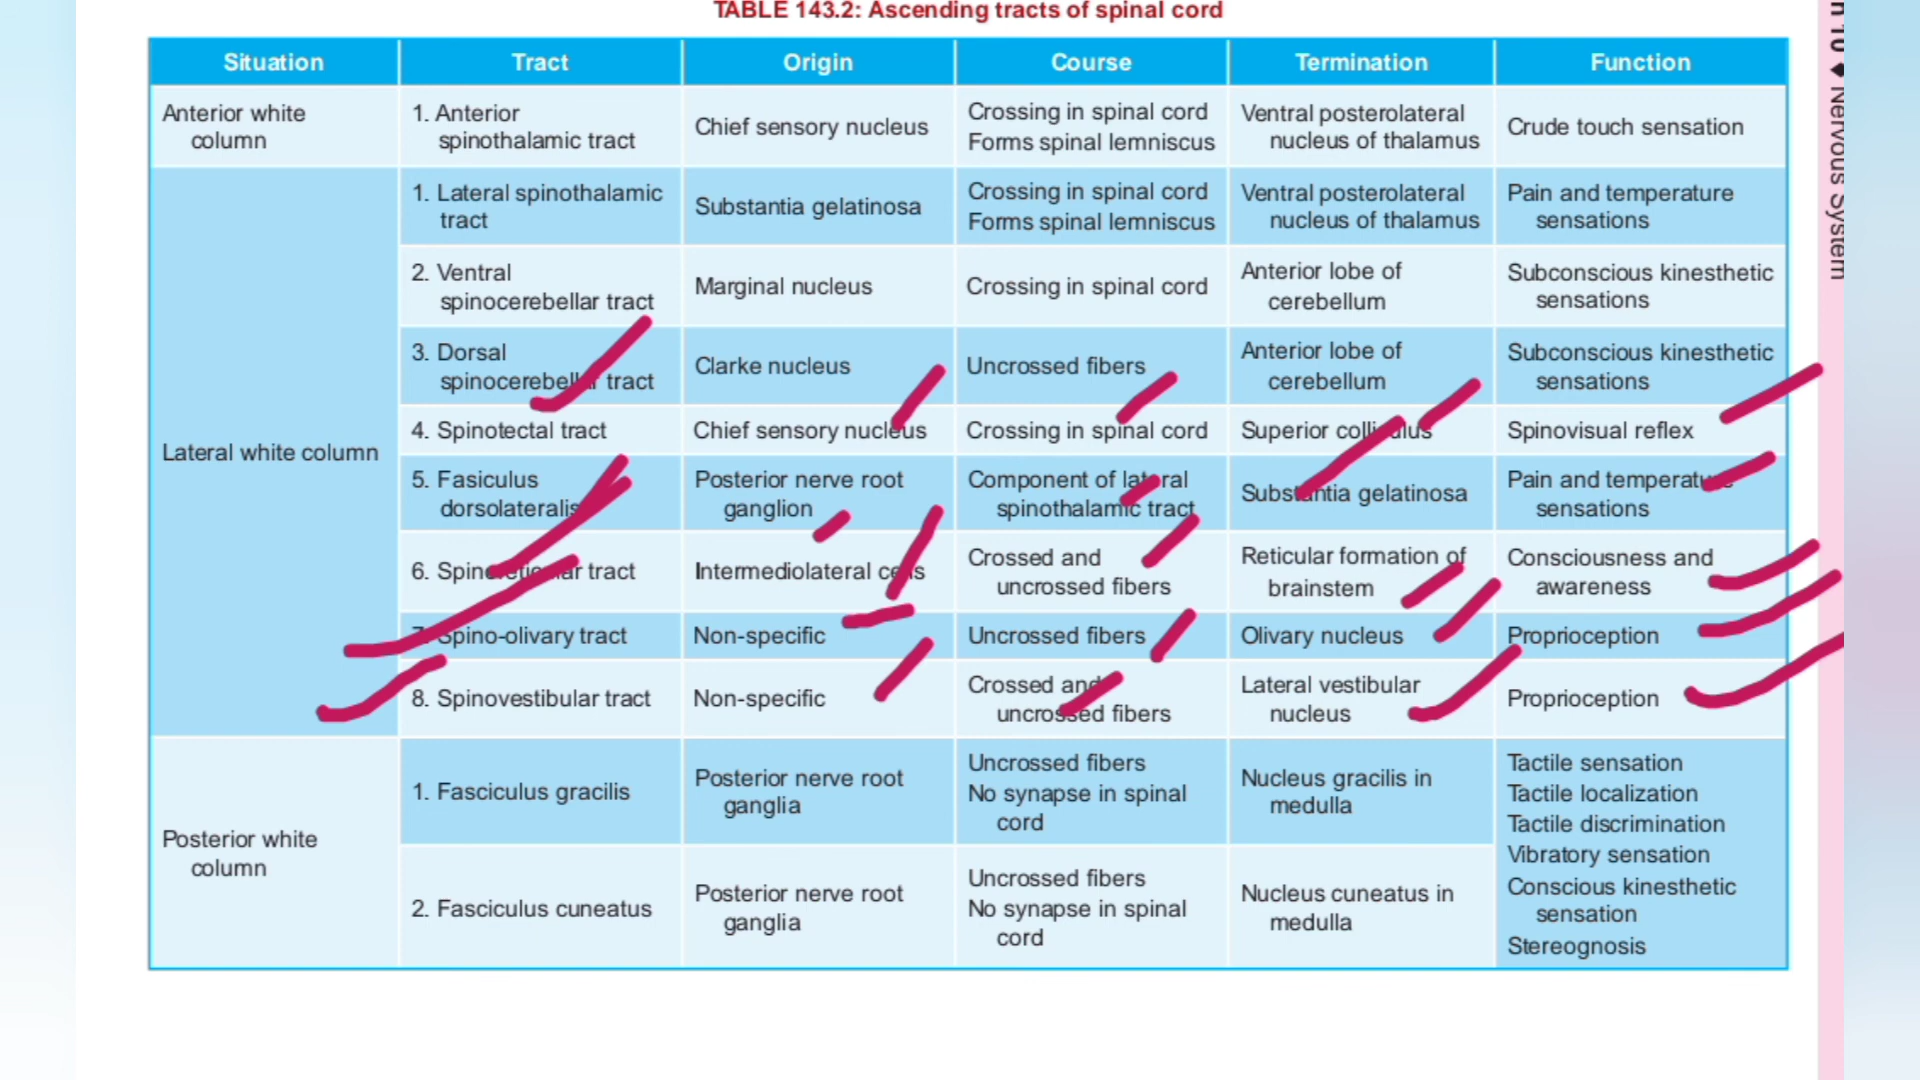 TABLE 143.2: Ascending tracts of spinal cord
Situation Tract Origin Course Termination Function
Anterior white
column
1. Anterior
spinothalamic tract
Chief sensory nucleus
Crossing in spinal cord
Forms spinal lemniscus
Ventral posterolateral
nucleus of thalamus
Crude touch sensation
Lateral white column
1. Lateral spinothalamic
tract
Substantia gelatinosa
Crossing in spinal cord
Forms spinal lemniscus
Ventral posterolateral
nucleus of thalamus
Pain and temperature
sensations
2. Ventral
spinocerebellar tract
Marginal nucleus
Crossing in spinal cord
Anterior lobe of
cerebellum
Subconscious kinesthetic
sensations
3. Dorsal
spinocerebellar tract
Clarke nucleus
Uncrossed fibers
Anterior lobe of
cerebellum
Subconscious kinesthetic
sensations
4. Spinotectal tract
Chief sensory nucleus
Crossing in spinal cord
Superior colliculus
Spinovisual reflex
5. Fasiculus
dorsolateralis
Posterior nerve root
ganglion
Component of lateral
spinothalamic tract
Substantia gelatinosa
Pain and temperature
sensations
6. Spinoreticular tract
Intermediolateral cells
Crossed and
uncrossed fibers
Reticular formation of
brainstem
Consciousness and
awareness
7. Spino-olivary tract
Non-specific
Uncrossed fibers
Olivary nucleus
Proprioception
8. Spinovestibular tract
Non-specific
Crossed and
uncrossed fibers
Lateral vestibular
nucleus
Proprioception
Posterior white
column
1. Fasciculus gracilis
Posterior nerve root
ganglia
Uncrossed fibers
No synapse in spinal
cord
Nucleus gracilis in
medulla
Tactile sensation
Tactile localization
Tactile discrimination
Vibratory sensation
Conscious kinesthetic
sensation
Stereognosis
2. Fasciculus cuneatus
Posterior nerve root
ganglia
Uncrossed fibers
No synapse in spinal
cord
Nucleus cuneatus in
medulla
10 ◆ Nervous System